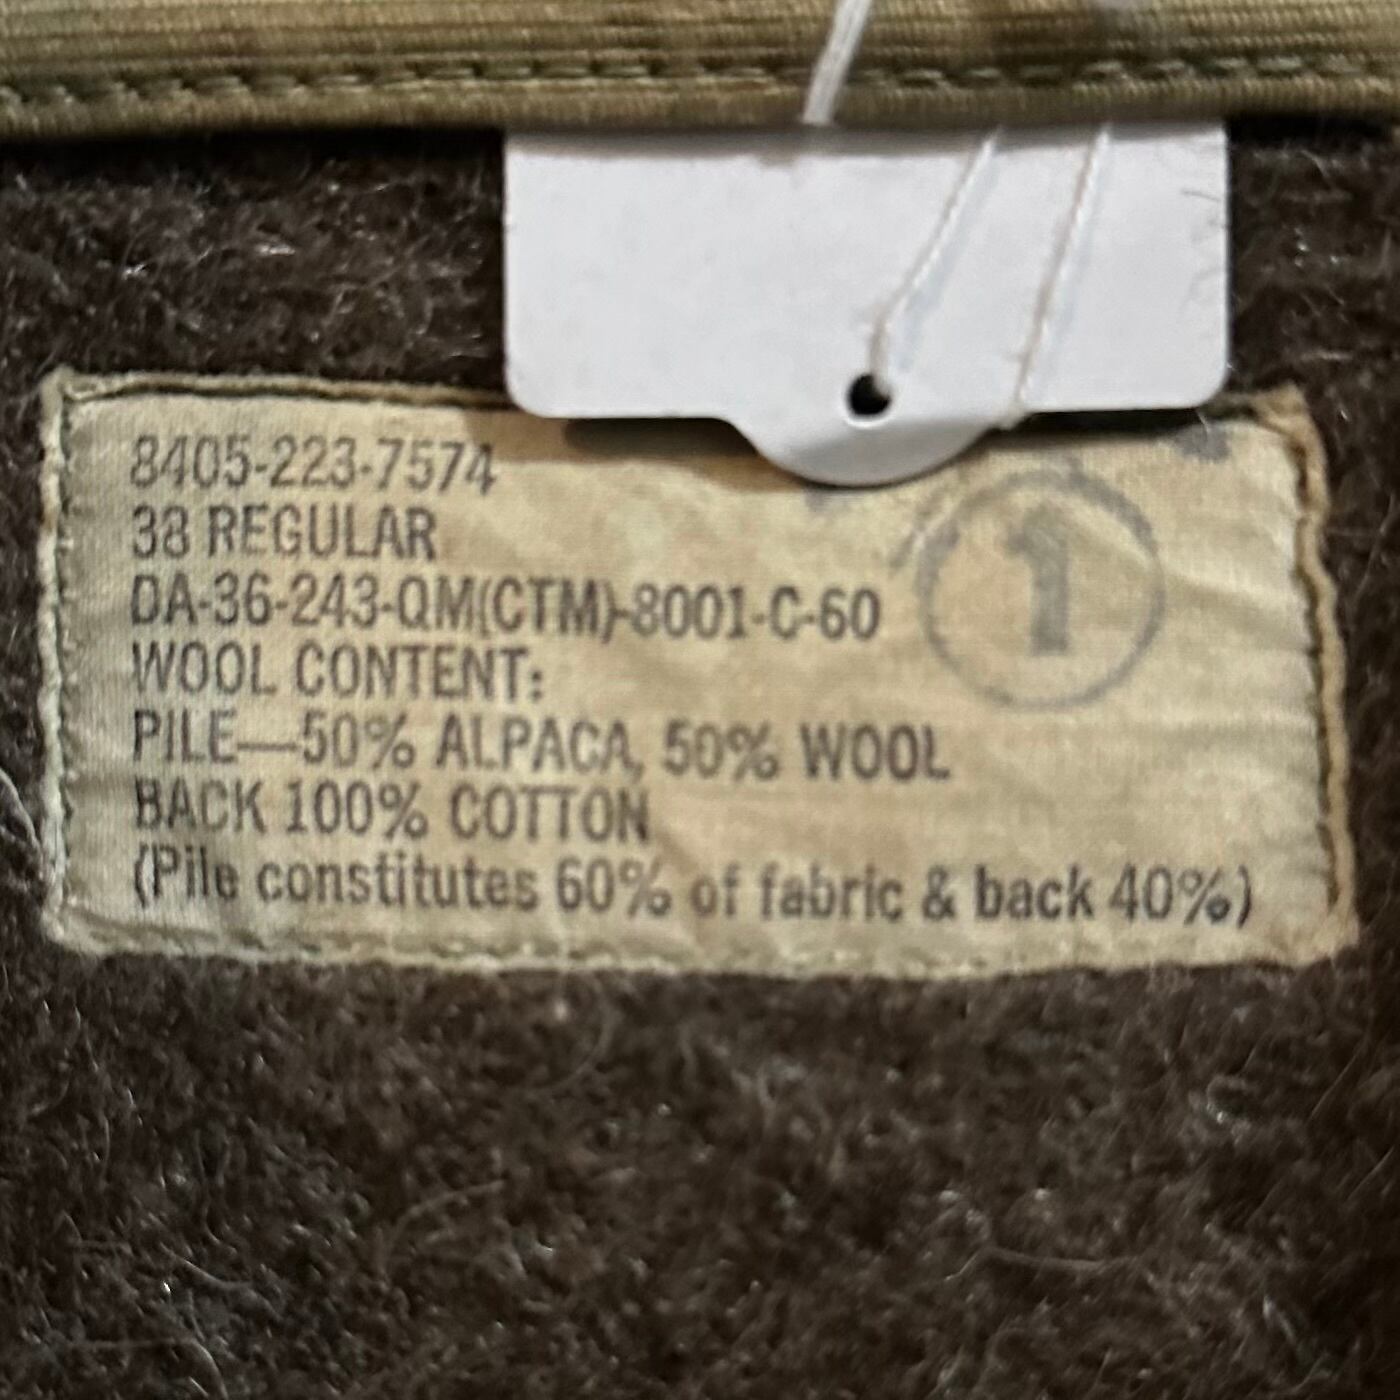 8405-223-7574
38 REGULAR
DA-36-243-QM(CTM)-8001-C-60
1
WOOL CONTENT:
PILE—50% ALPACA, 50% WOOL
BACK 100% COTTON
(Pile constitutes 60% of fabric & back 40%)